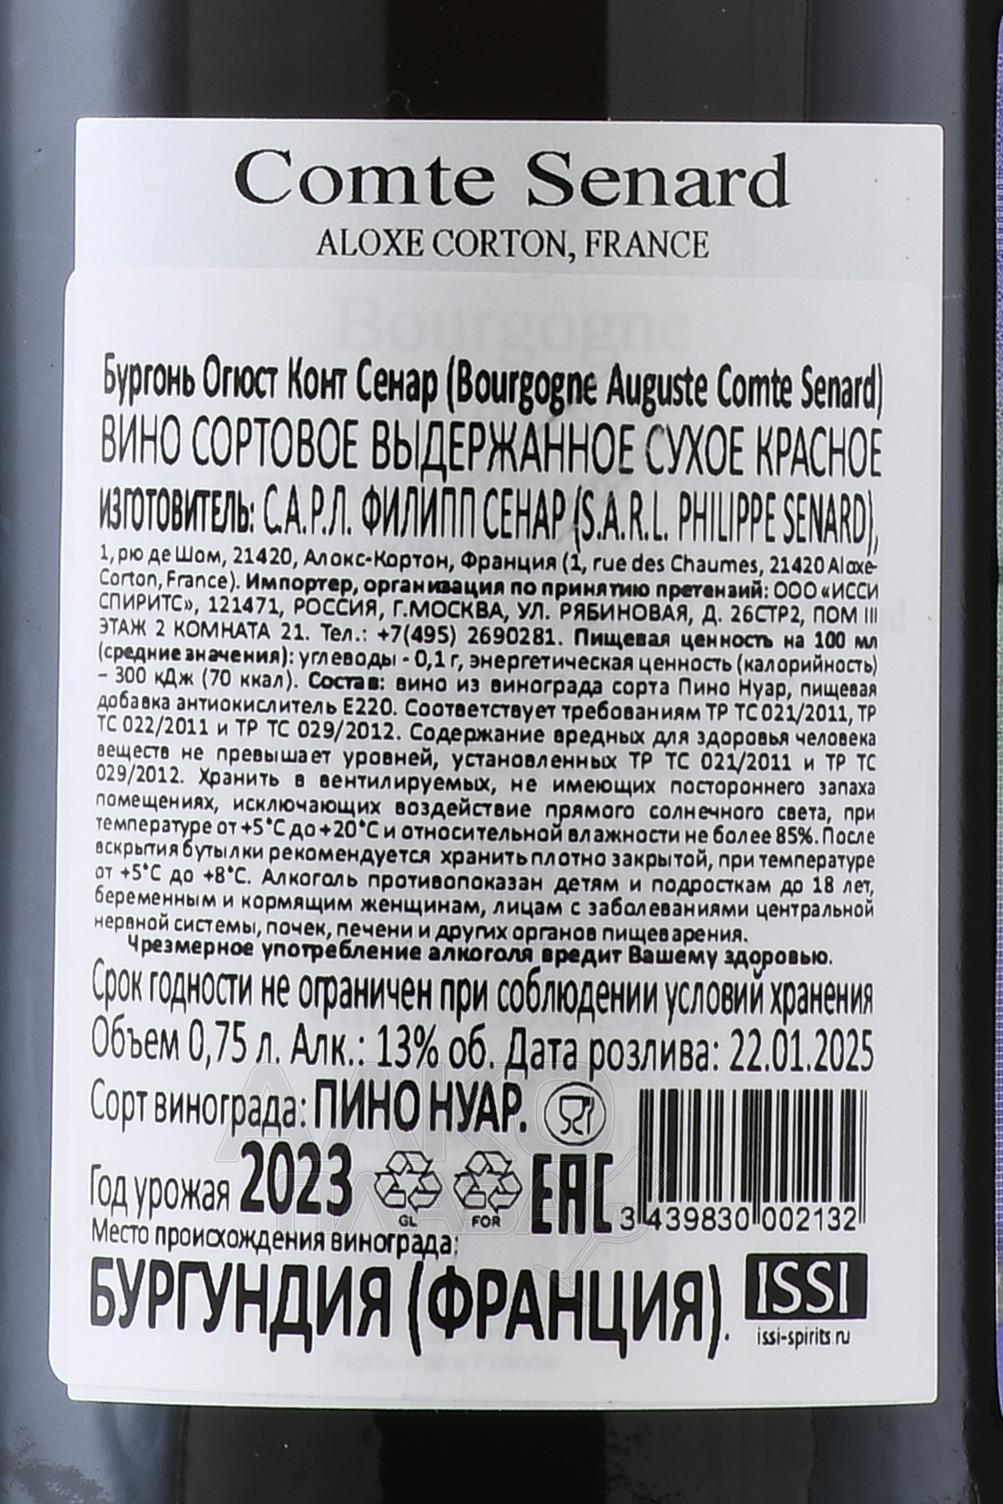 Comte Senard
ALOXE CORTON, FRANCE
Bourgogne
Бургонь Огюст Конт Сенар (Bourgogne Auguste Comte Senard)
ВИНО СОРТОВОЕ ВЫДЕРЖАННОЕ СУХОЕ КРАСНОЕ
ИЗГОТОВИТЕЛЬ: С.А.Р.Л. ФИЛИПП СЕНАР (S.A.R.L. PHILIPPE SENARD),
1, рю де Шом, 21420, Алокс-Кортон, Франция (1, rue des Chaumes, 21420 Aloxe-
Corton, France). Импортер, организация по принятию претензий: ООО «ИССИ
СПИРИТС», 121471, РОССИЯ, Г.МОСКВА, УЛ. РЯБИНОВАЯ, Д. 26СТР2, ПОМ III
ЭТАЖ 2 КОМНАТА 21. Тел.: +7(495) 2690281. Пищевая ценность на 100 мл
(средние значения): углеводы - 0,1 г, энергетическая ценность (калорийность)
– 300 кДж (70 ккал). Состав: вино из винограда сорта Пино Нуар, пищевая
добавка антиокислитель Е220. Соответствует требованиям ТР ТС 021/2011, ТР
ТС 022/2011 и ТР ТС 029/2012. Содержание вредных для здоровья человека
веществ не превышает уровней, установленных ТР ТС 021/2011 и ТР ТС
029/2012. Хранить в вентилируемых, не имеющих постороннего запаха
помещениях, исключающих воздействие прямого солнечного света, при
температуре от +5°С до +20°С и относительной влажности не более 85%. После
вскрытия бутылки рекомендуется хранить плотно закрытой, при температуре
от +5°С до +8°С. Алкоголь противопоказан детям и подросткам до 18 лет,
беременным и кормящим женщинам, лицам с заболеваниями центральной
нервной системы, почек, печени и других органов пищеварения.
Чрезмерное употребление алкоголя вредит Вашему здоровью.
Срок годности не ограничен при соблюдении условий хранения
Объем 0,75 л. Алк.: 13% об. Дата розлива: 22.01.2025
Сорт винограда: ПИНО НУАР.
Год урожая 2023
GL
FOR
EAC
3 439830 002132
Место происхождения винограда:
БУРГУНДИЯ (ФРАНЦИЯ).
ISSI
issi-spirits.ru